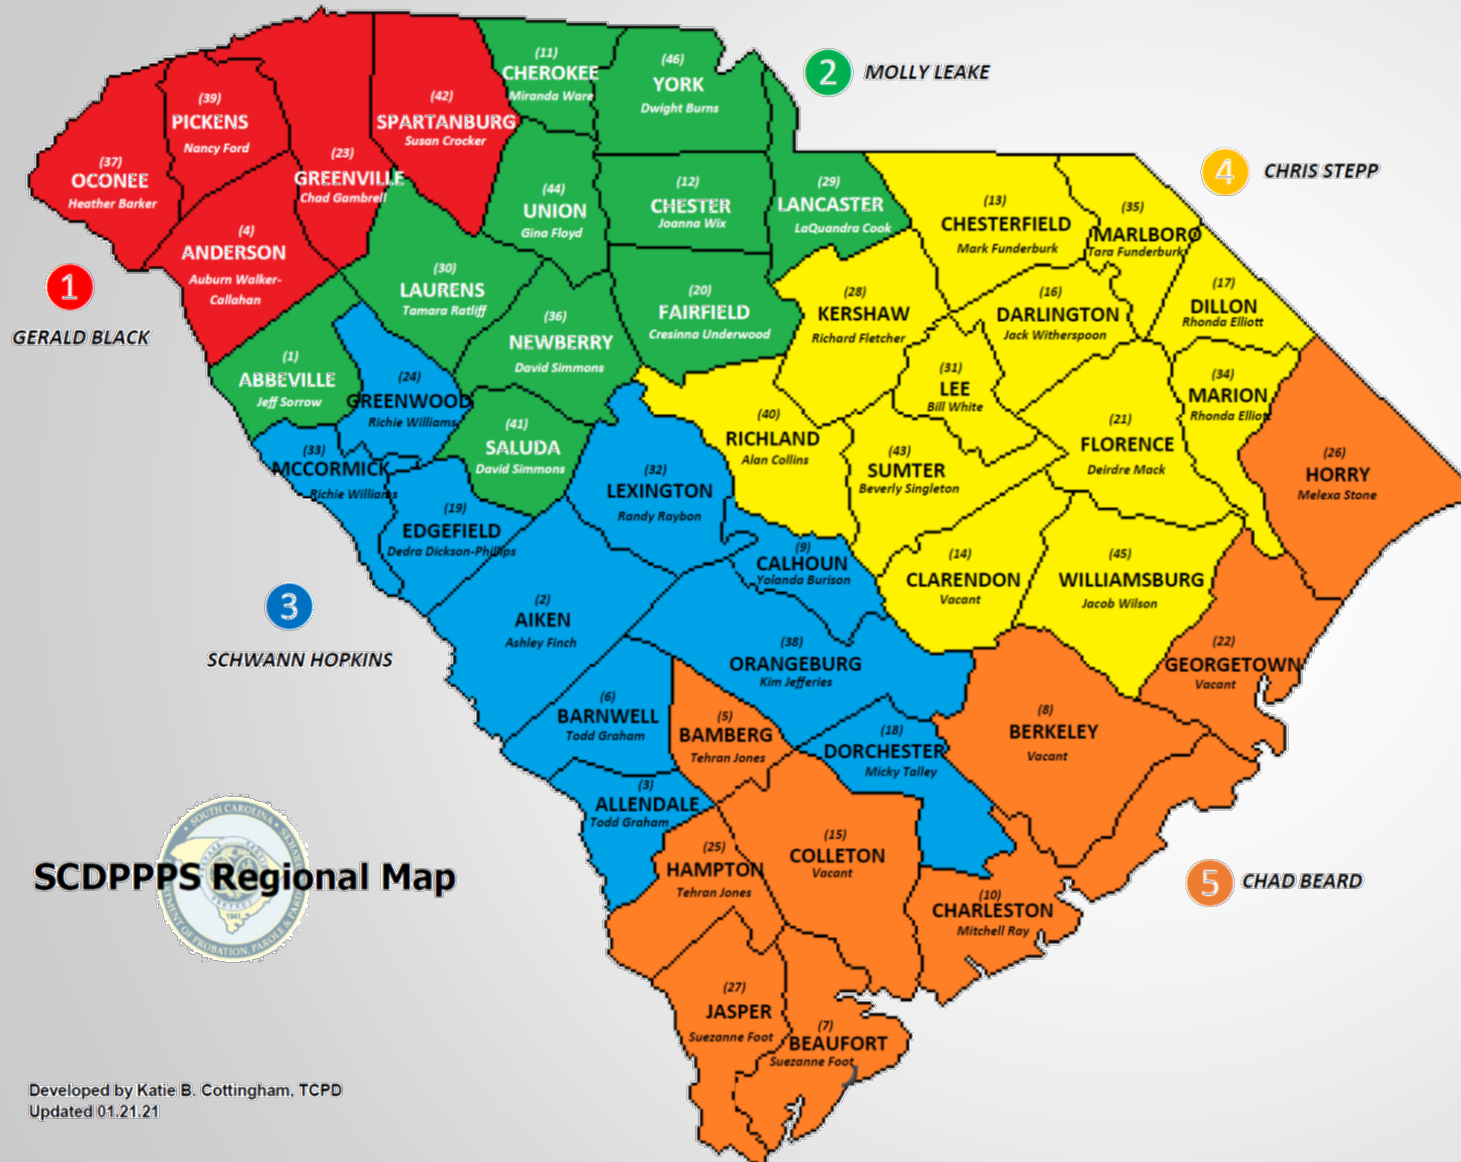 (11)
CHEROKEE
Miranda Ware
(46)
YORK
Dwight Burns
2 MOLLY LEAKE
(39)
PICKENS
Nancy Ford
(42)
SPARTANBURG
Susan Crocker
(37)
OCONEE
Heather Barker
(23)
GREENVILLE
Chad Gambrell
(44)
UNION
Gina Floyd
(12)
CHESTER
Joanna Wix
(29)
LANCASTER
LaQuandra Cook
(13)
CHESTERFIELD
Mark Funderburk
(35)
MARLBORO
Tara Funderburk
4 CHRIS STEPP
(4)
ANDERSON
Auburn Walker-
Callahan
1
GERALD BLACK
(30)
LAURENS
Tamara Ratliff
(36)
NEWBERRY
David Simmons
(20)
FAIRFIELD
Cresinna Underwood
(28)
KERSHAW
Richard Fletcher
(16)
DARLINGTON
Jack Witherspoon
(17)
DILLON
Rhonda Elliott
(1)
ABBEVILLE
Jeff Sorrow
(24)
GREENWOOD
Richie Williams
(31)
LEE
Bill White
(34)
MARION
Rhonda Elliott
(33)
MCCORMICK
Richie Williams
(41)
SALUDA
David Simmons
(40)
RICHLAND
Alan Collins
(43)
SUMTER
Beverly Singleton
(21)
FLORENCE
Deirdre Mack
(26)
HORRY
Melexa Stone
(19)
EDGEFIELD
Dedra Dickson-Phillips
(32)
LEXINGTON
Randy Raybon
(9)
CALHOUN
Yolanda Burison
(14)
CLARENDON
Vacant
(45)
WILLIAMSBURG
Jacob Wilson
3
SCHWANN HOPKINS
(2)
AIKEN
Ashley Finch
(38)
ORANGEBURG
Kim Jefferies
(22)
GEORGETOWN
Vacant
(6)
BARNWELL
Todd Graham
(5)
BAMBERG
Tehran Jones
(18)
DORCHESTER
Micky Talley
(8)
BERKELEY
Vacant
(3)
ALLENDALE
Todd Graham
(25)
HAMPTON
Tehran Jones
(15)
COLLETON
Vacant
(10)
CHARLESTON
Mitchell Ray
5 CHAD BEARD
SOUTH CAROLINA
SCDPPPS Regional Map
1941
DEPARTMENT OF PROBATION, PAROLE & PARDON
(27)
JASPER
Suezanne Foot
(7)
BEAUFORT
Suezanne Foot
Developed by Katie B. Cottingham, TCPD
Updated 01.21.21